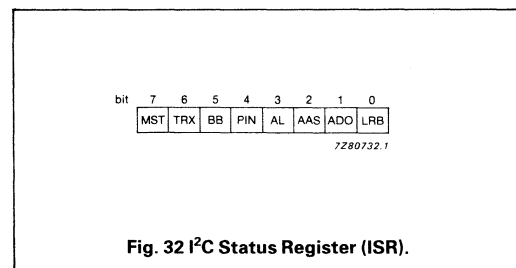 bit 7 6 5 4 3 2 1 0
MST TRX BB PIN AL AAS ADO LRB
7Z80732.1
Fig. 32 I²C Status Register (ISR).